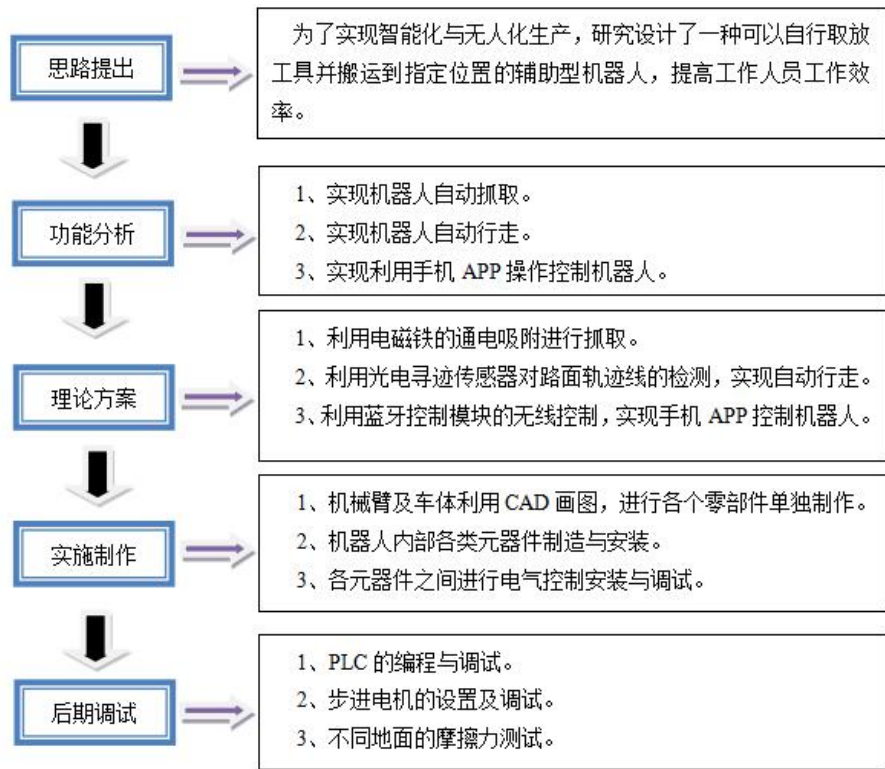 思路提出
为了实现智能化与无人化生产，研究设计了一种可以自行取放
工具并搬运到指定位置的辅助型机器人，提高工作人员工作效
率。
功能分析
1、实现机器人自动抓取。
2、实现机器人自动行走。
3、实现利用手机 APP 操作控制机器人。
理论方案
1、利用电磁铁的通电吸附进行抓取。
2、利用光电寻迹传感器对路面轨迹线的检测，实现自动行走。
3、利用蓝牙控制模块的无线控制，实现手机 APP 控制机器人。
实施制作
1、机械臂及车体利用 CAD 画图，进行各个零部件单独制作。
2、机器人内部各类元器件制造与安装。
3、各元器件之间进行电气控制安装与调试。
后期调试
1、PLC 的编程与调试。
2、步进电机的设置及调试。
3、不同地面的摩擦力测试。